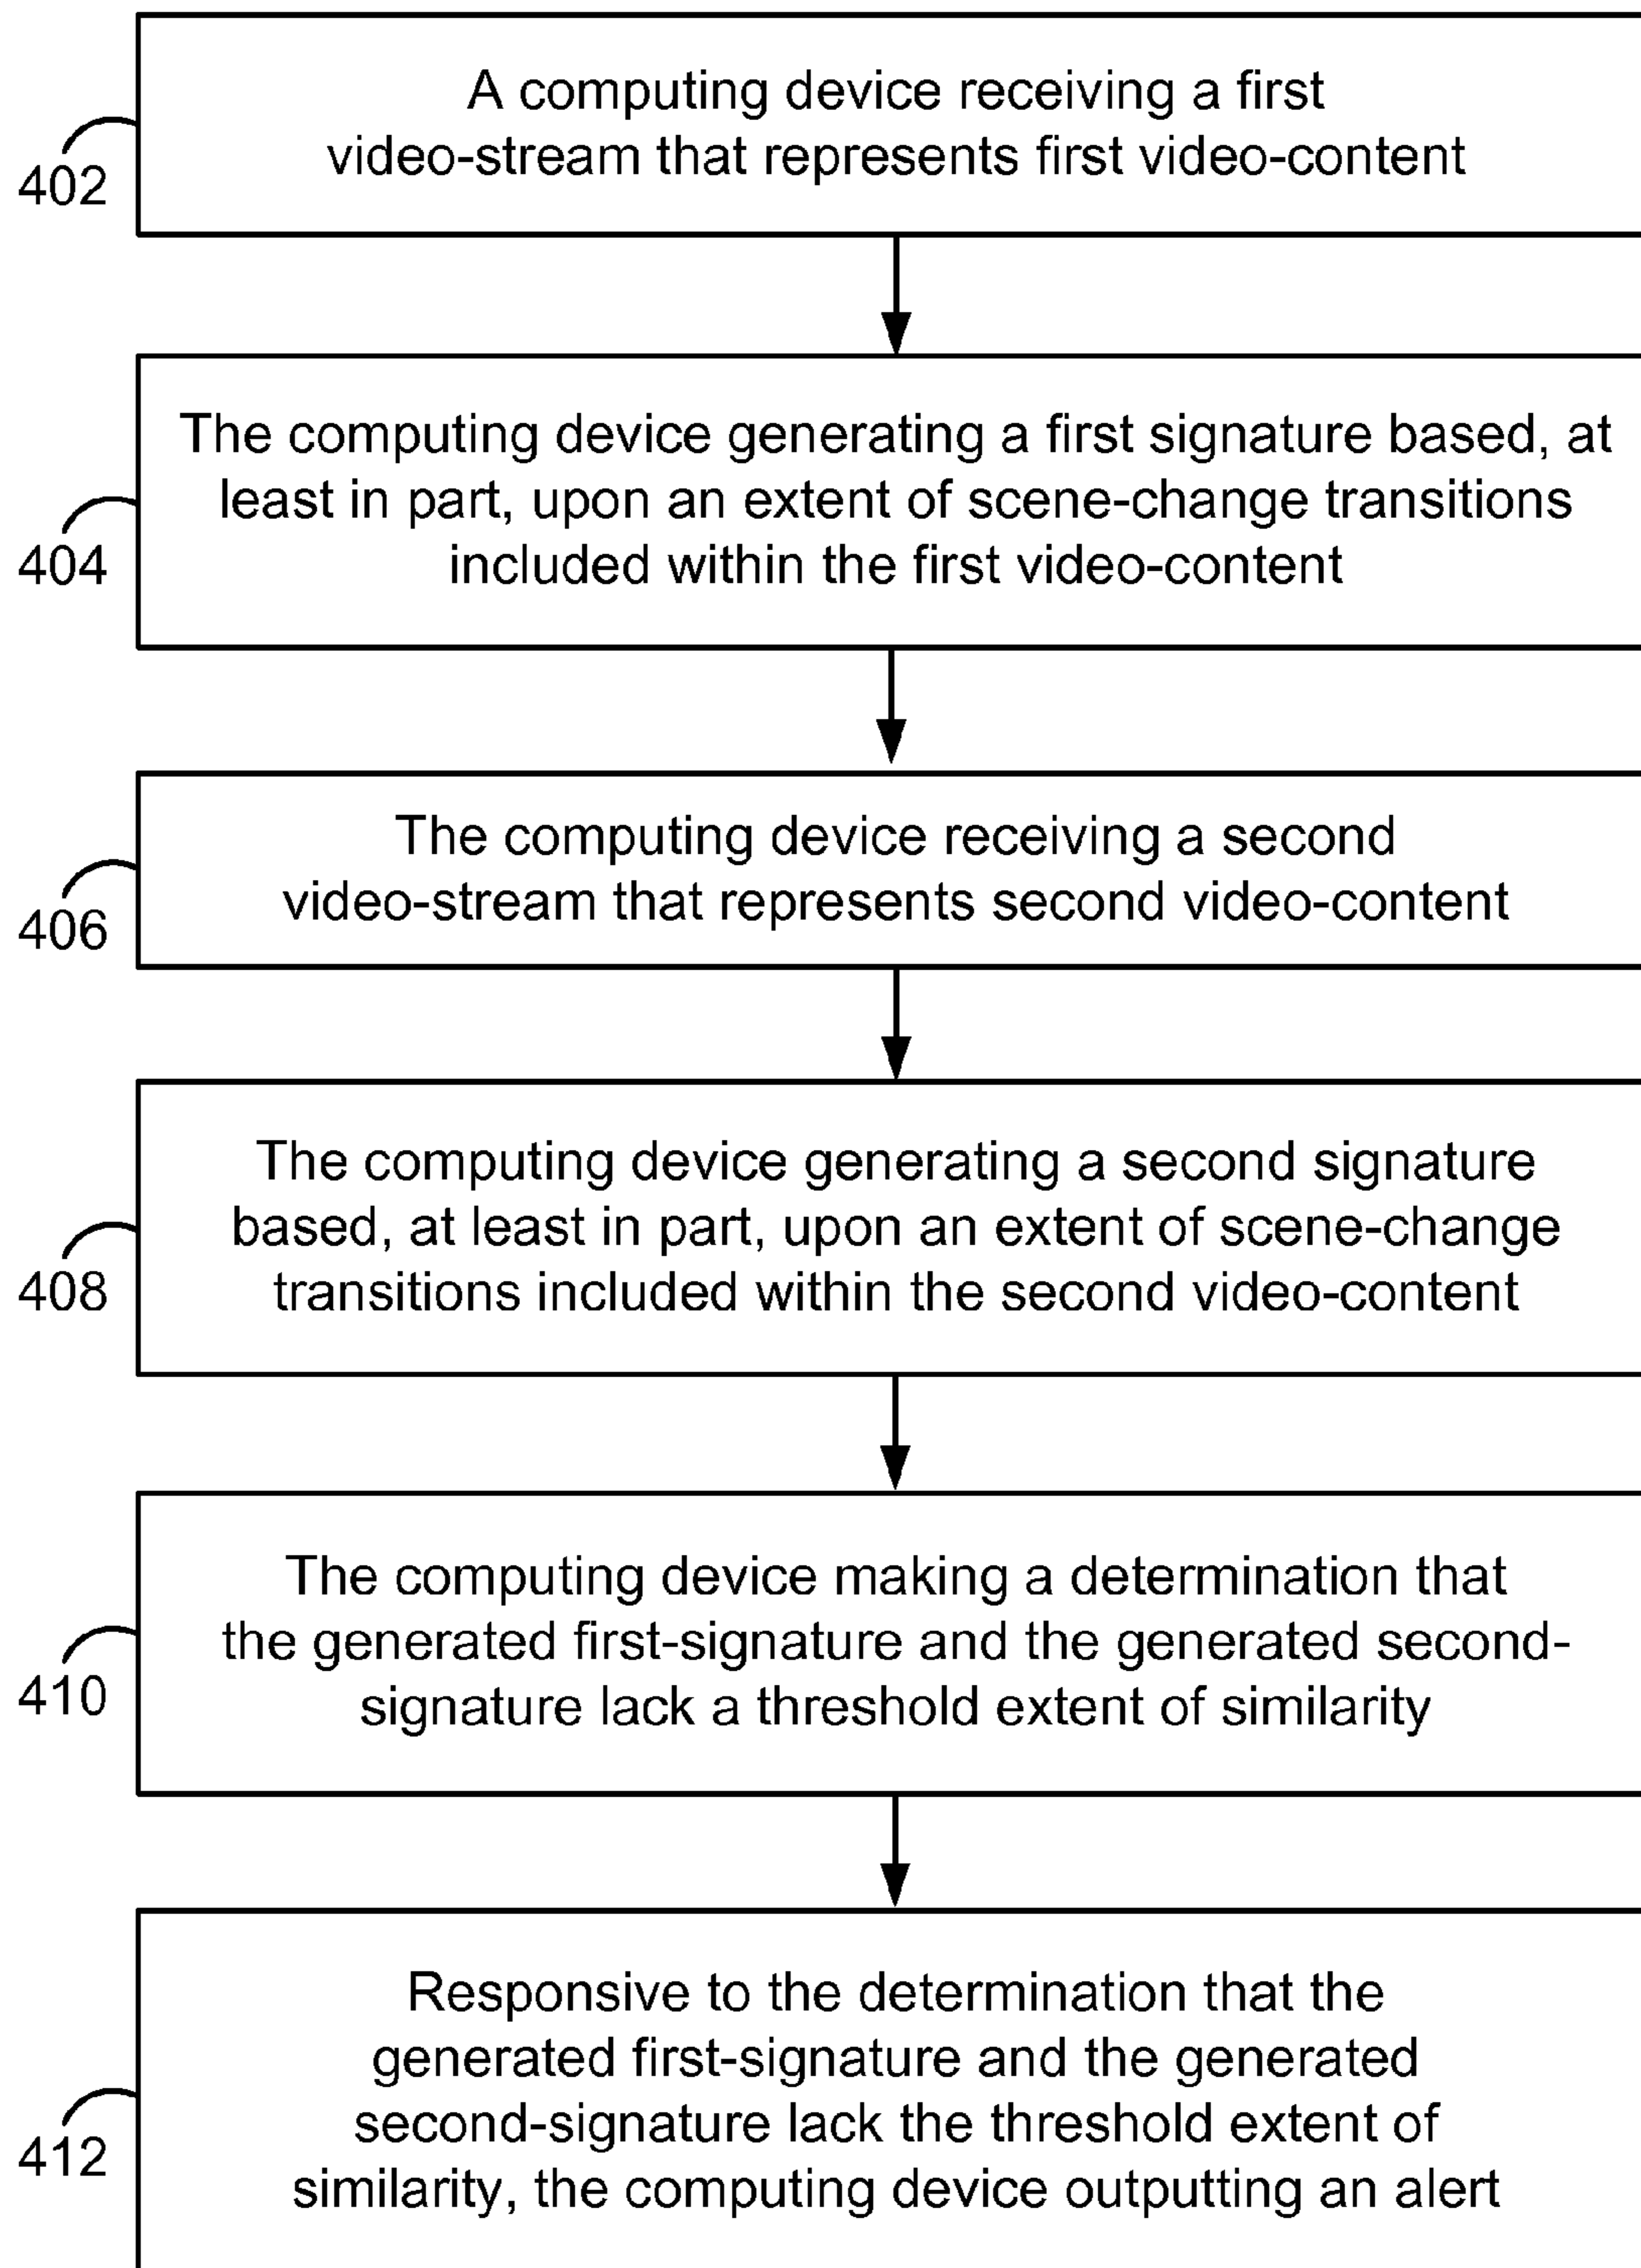 A computing device receiving a first
video-stream that represents first video-content
402
The computing device generating a first signature based, at
least in part, upon an extent of scene-change transitions
included within the first video-content
404
The computing device receiving a second
video-stream that represents second video-content
406
The computing device generating a second signature
based, at least in part, upon an extent of scene-change
transitions included within the second video-content
408
The computing device making a determination that
the generated first-signature and the generated second-
signature lack a threshold extent of similarity
410
Responsive to the determination that the
generated first-signature and the generated
second-signature lack the threshold extent of
similarity, the computing device outputting an alert
412